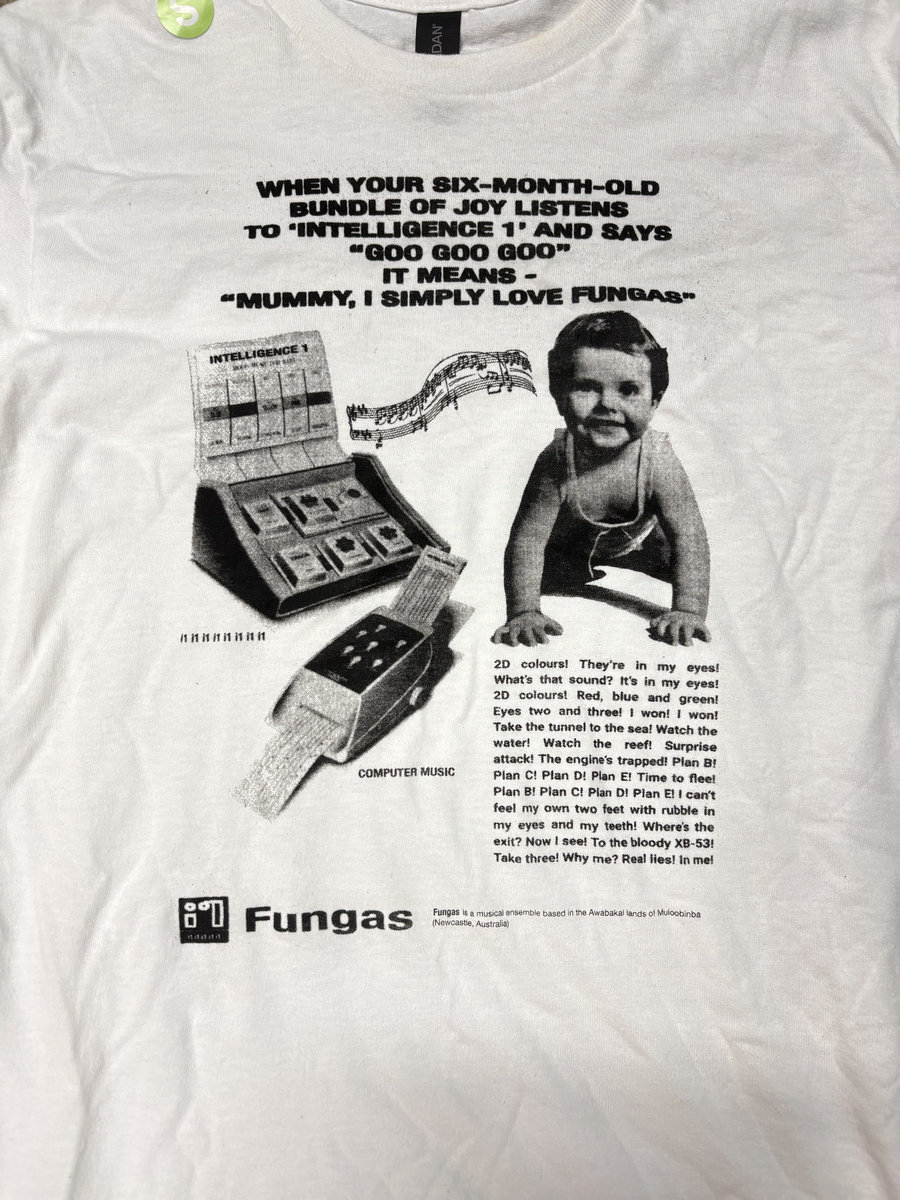 DAN
WHEN YOUR SIX-MONTH-OLD
BUNDLE OF JOY LISTENS
TO 'INTELLIGENCE 1' AND SAYS
"GOO GOO GOO"
IT MEANS -
"MUMMY, I SIMPLY LOVE FUNGAS"
INTELLIGENCE 1
COMPUTER MUSIC
2D colours! They're in my eyes!
What's that sound? It's in my eyes!
2D colours! Red, blue and green!
Eyes two and three! I won! I won!
Take the tunnel to the sea! Watch the
water! Watch the reef! Surprise
attack! The engine's trapped! Plan B!
Plan C! Plan D! Plan E! Time to flee!
Plan B! Plan C! Plan D! Plan E! I can't
feel my own two feet with rubble in
my eyes and my teeth! Where's the
exit? Now I see! To the bloody XB-53!
Take three! Why me? Real lies! In me!
Fungas
Fungas is a musical ensemble based in the Awabakal lands of Muloobinba
(Newcastle, Australia)